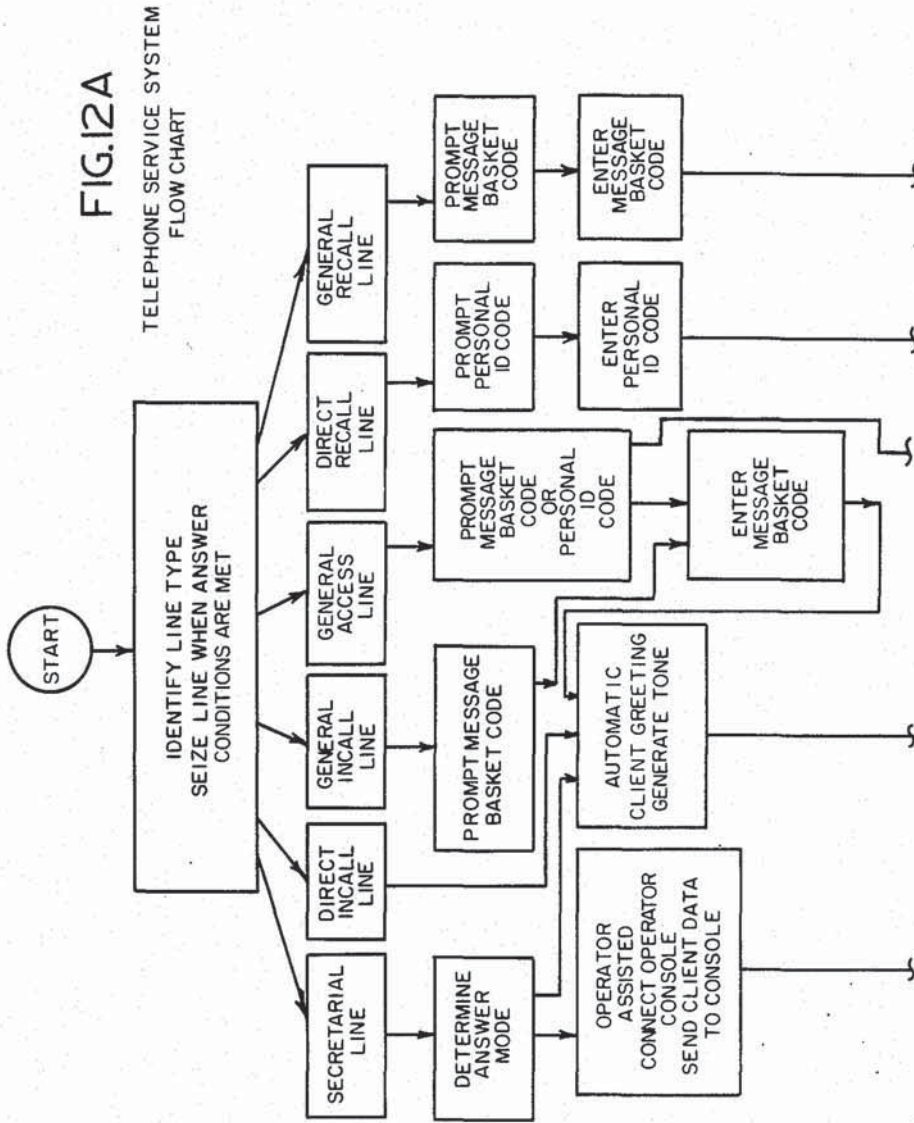 FIG.12A
TELEPHONE SERVICE SYSTEM
FLOW CHART
START
IDENTIFY LINE TYPE
SEIZE LINE WHEN ANSWER
CONDITIONS ARE MET
SECRETARIAL
LINE
DIRECT
INCALL
LINE
GENERAL
INCALL
LINE
GENERAL
ACCESS
LINE
DIRECT
RECALL
LINE
GENERAL
RECALL
LINE
DETERMINE
ANSWER
MODE
PROMPT MESSAGE
BASKET CODE
PROMPT
MESSAGE
BASKET
CODE
OR
PERSONAL
ID
CODE
PROMPT
PERSONAL
ID CODE
PROMPT
MESSAGE
BASKET
CODE
OPERATOR
ASSISTED
CONNECT OPERATOR
CONSOLE
SEND CLIENT DATA
TO CONSOLE
AUTOMATIC
CLIENT GREETING
GENERATE TONE
ENTER
MESSAGE
BASKET
CODE
ENTER
PERSONAL
ID CODE
ENTER
MESSAGE
BASKET
CODE